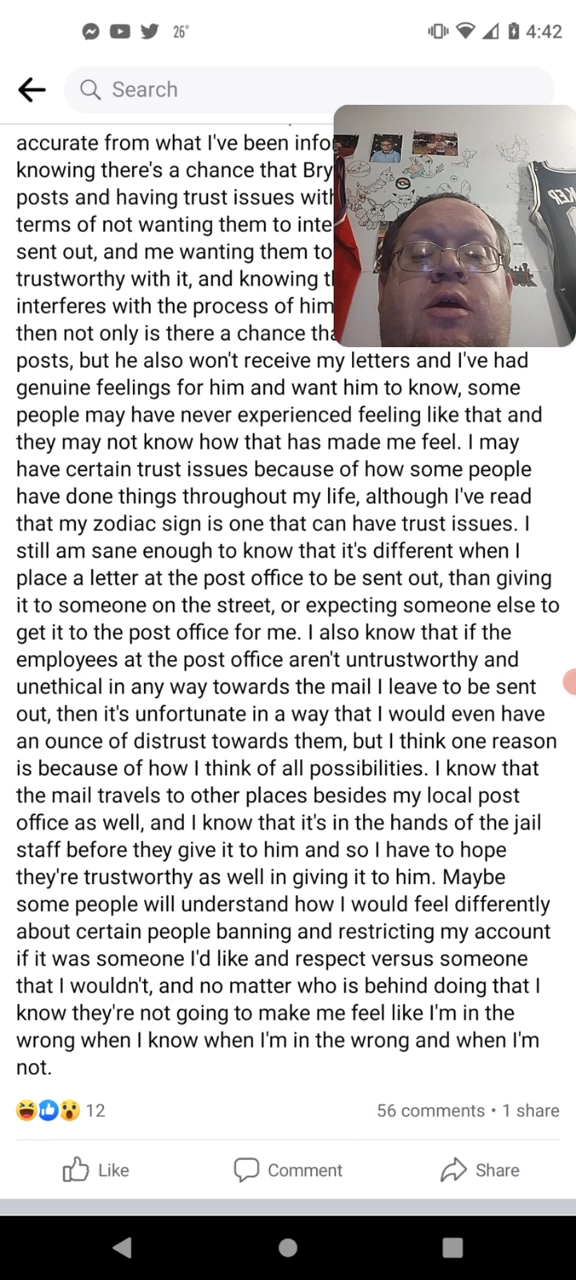 26°
4:42
Search
accurate from what I've been info
knowing there's a chance that Bry
posts and having trust issues with
terms of not wanting them to inte
sent out, and me wanting them to
trustworthy with it, and knowing t
interferes with the process of him
then not only is there a chance tha
posts, but he also won't receive my letters and I've had
genuine feelings for him and want him to know, some
people may have never experienced feeling like that and
they may not know how that has made me feel. I may
have certain trust issues because of how some people
have done things throughout my life, although I've read
that my zodiac sign is one that can have trust issues. I
still am sane enough to know that it's different when I
place a letter at the post office to be sent out, than giving
it to someone on the street, or expecting someone else to
get it to the post office for me. I also know that if the
employees at the post office aren't untrustworthy and
unethical in any way towards the mail I leave to be sent
out, then it's unfortunate in a way that I would even have
an ounce of distrust towards them, but I think one reason
is because of how I think of all possibilities. I know that
the mail travels to other places besides my local post
office as well, and I know that it's in the hands of the jail
staff before they give it to him and so I have to hope
they're trustworthy as well in giving it to him. Maybe
some people will understand how I would feel differently
about certain people banning and restricting my account
if it was someone I'd like and respect versus someone
that I wouldn't, and no matter who is behind doing that I
know they're not going to make me feel like I'm in the
wrong when I know when I'm in the wrong and when I'm
not.
12
56 comments • 1 share
Like
Comment
Share